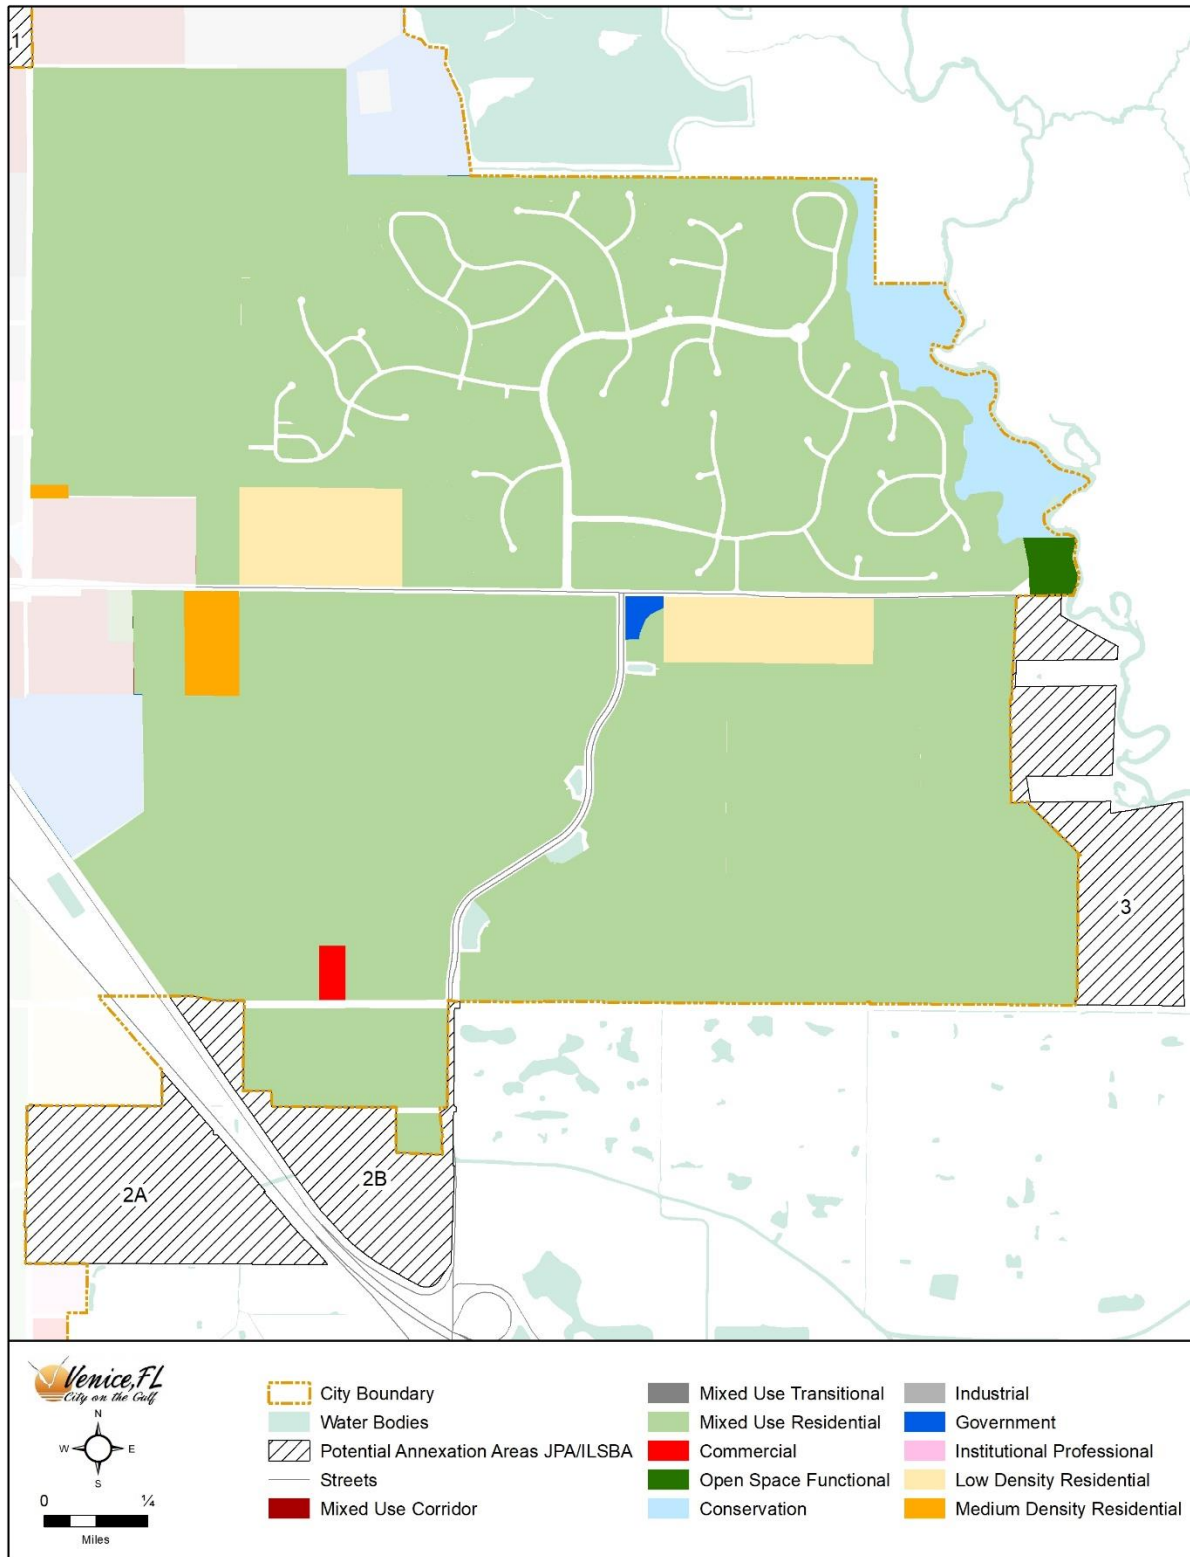 1
3
2A
2B
Venice, FL
City on the Gulf
N
W E
S
0 ¼
Miles
City Boundary
Water Bodies
Potential Annexation Areas JPA/ILSBA
Streets
Mixed Use Corridor
Mixed Use Transitional
Mixed Use Residential
Commercial
Open Space Functional
Conservation
Industrial
Government
Institutional Professional
Low Density Residential
Medium Density Residential